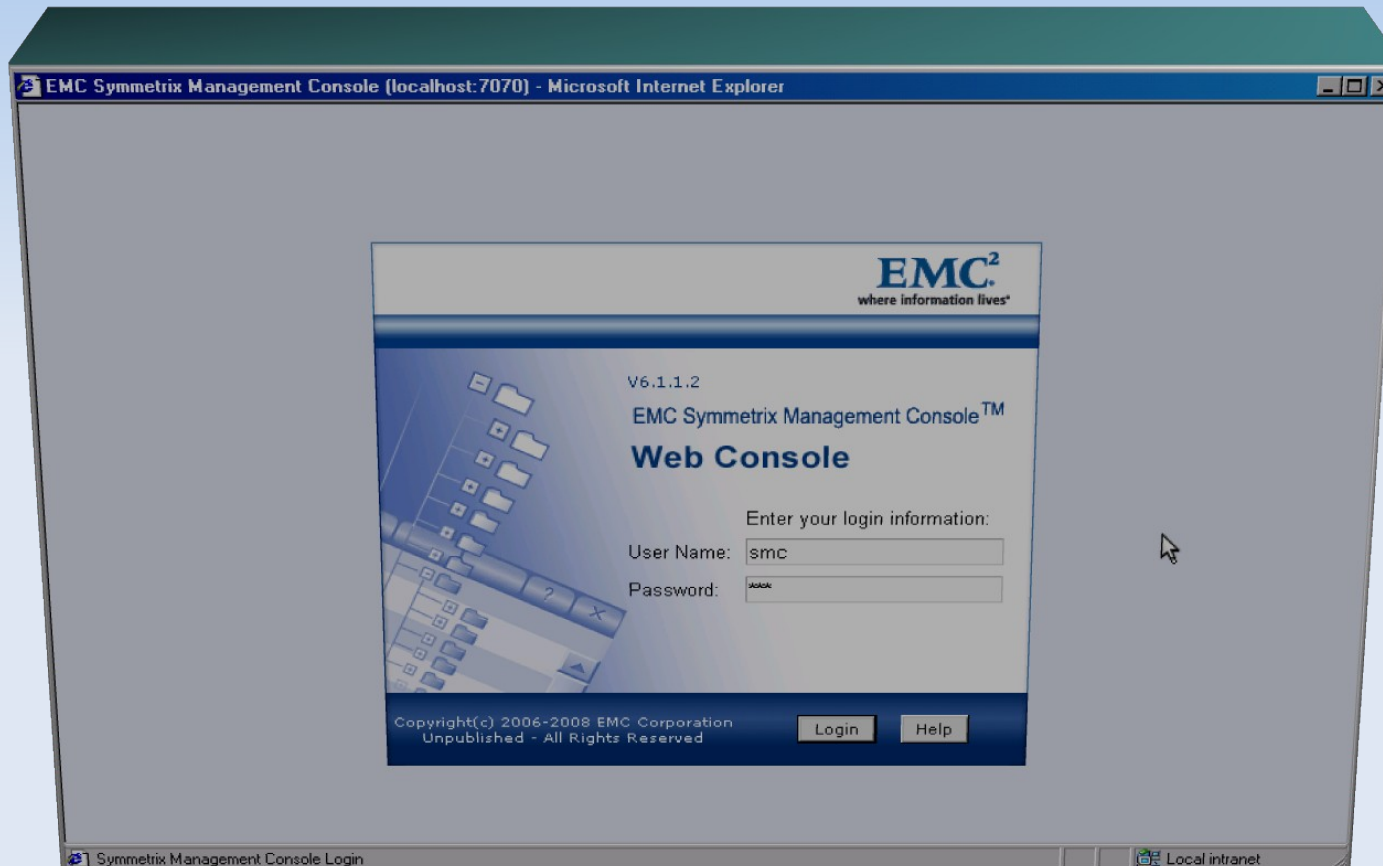 EMC Symmetrix Management Console (localhost:7070) - Microsoft Internet Explorer
EMC²
where information lives®
V6.1.1.2
EMC Symmetrix Management Console™
Web Console
Enter your login information:
User Name: smc
Password: ****
Copyright(c) 2006-2008 EMC Corporation
Unpublished - All Rights Reserved
Login Help
Symmetrix Management Console Login Local intranet